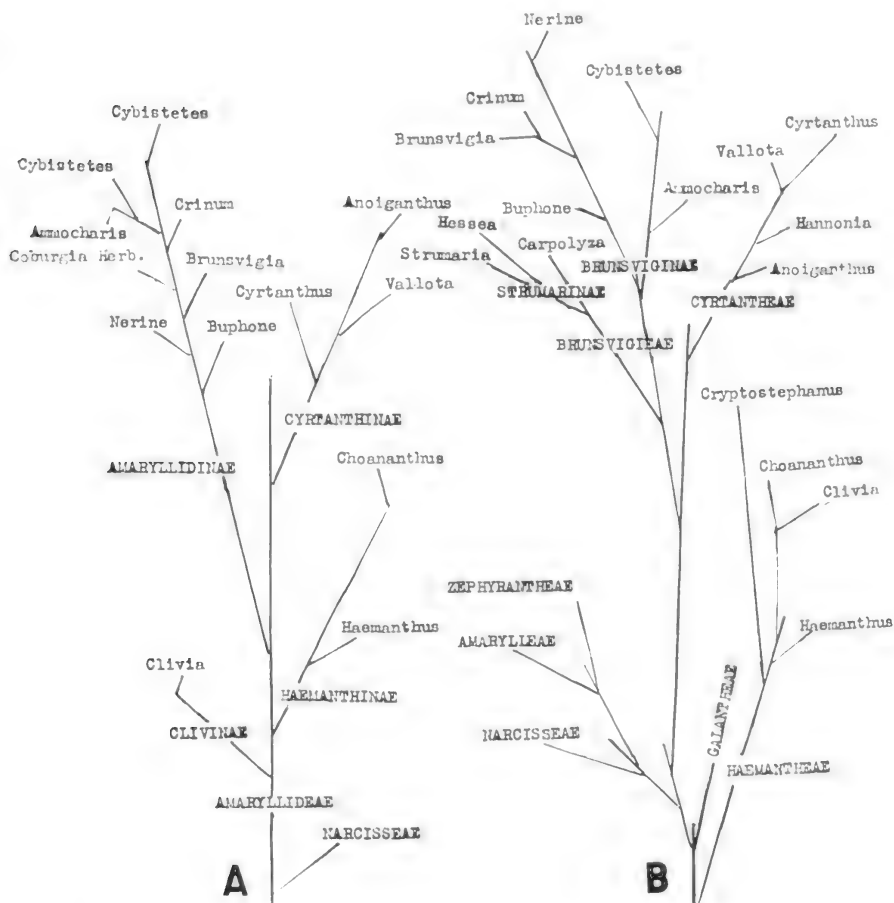 Cybistetes
Cybistetes
Crinum
Ammocharis
Coburgia Herb.
Brunsvigia
Nerine
Buphone
Anoiganthus
Cyrtanthus
Vallota
CYRTANTHINAE
AMARYLLIDINAE
Choananthus
Haemanthus
Clivia
HAEMANTHINAE
CLIVINAE
AMARYLLIDEAE
NARCISSEAE
A
Nerine
Cybistetes
Crinum
Brunsvigia
Cyrtanthus
Vallota
Ammocharis
Buphone
Hessea
Carpolyza
Strumaria
BRUNSVIGINAE
STRUMARINAE
Hannonia
Anoiganthus
CYRTANTHEAE
BRUNSVIGIEAE
Cryptostephanus
Choananthus
Clivia
ZEPHYRANTHEAE
AMARYLLEAE
Haemanthus
NARCISSEAE
GALANTHEAE
HAEMANTHEAE
B